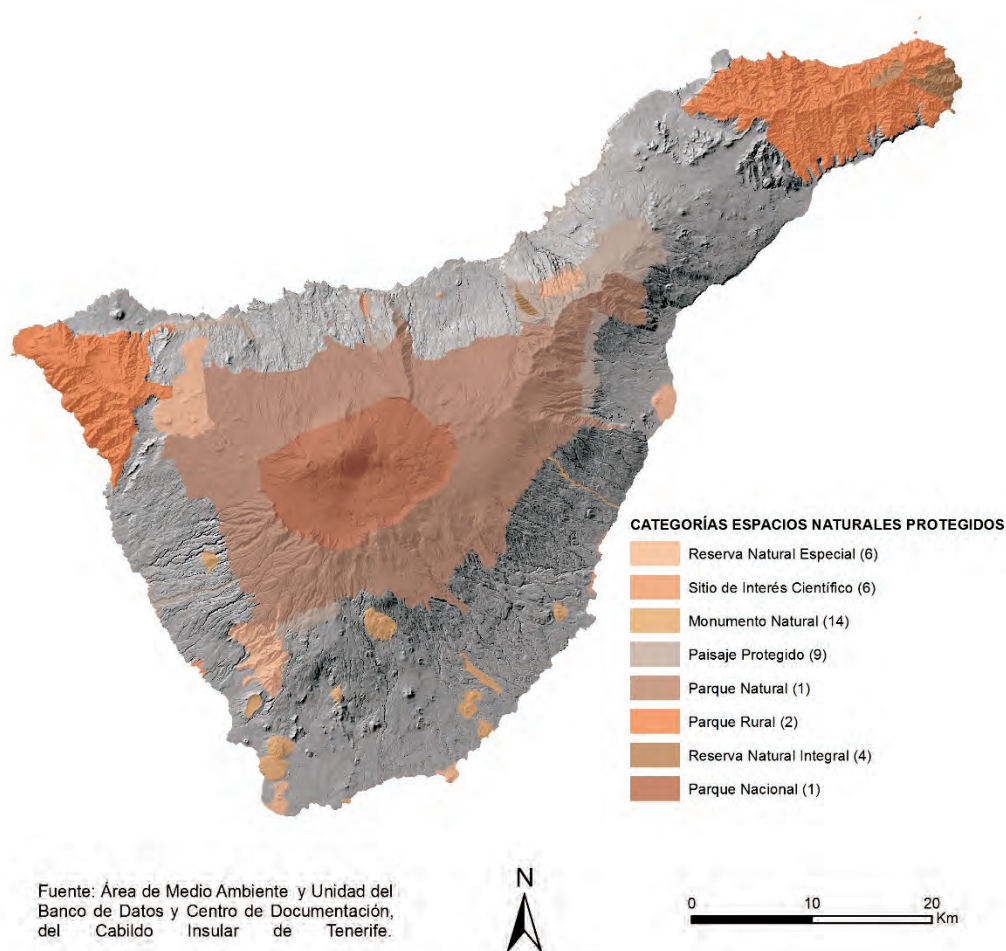 CATEGORÍAS ESPACIOS NATURALES PROTEGIDOS
Reserva Natural Especial (6)
Sitio de Interés Científico (6)
Monumento Natural (14)
Paisaje Protegido (9)
Parque Natural (1)
Parque Rural (2)
Reserva Natural Integral (4)
Parque Nacional (1)
Fuente: Área de Medio Ambiente y Unidad del
Banco de Datos y Centro de Documentación,
del Cabildo Insular de Tenerife.
N
0 10 20
Km